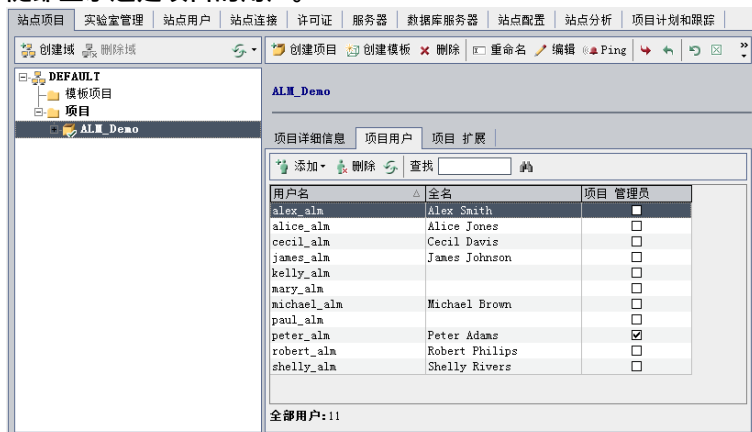 站点项目 实验室管理 站点用户 站点连接 许可证 服务器 数据库服务器 站点配置 站点分析 项目计划和跟踪
创建域 删除域 创建项目 创建模板 删除 重命名 编辑 Ping
DEFAULT
模板项目
项目
ALM_Demo
ALM_Demo
项目详细信息 项目用户 项目 扩展
添加 删除 查找
用户名 全名 项目 管理员
alex_alm Alex Smith
alice_alm Alice Jones
cecil_alm Cecil Davis
james_alm James Johnson
kelly_alm
mary_alm
michael_alm Michael Brown
paul_alm
peter_alm Peter Adams
robert_alm Robert Philips
shelly_alm Shelly Rivers
全部用户:11